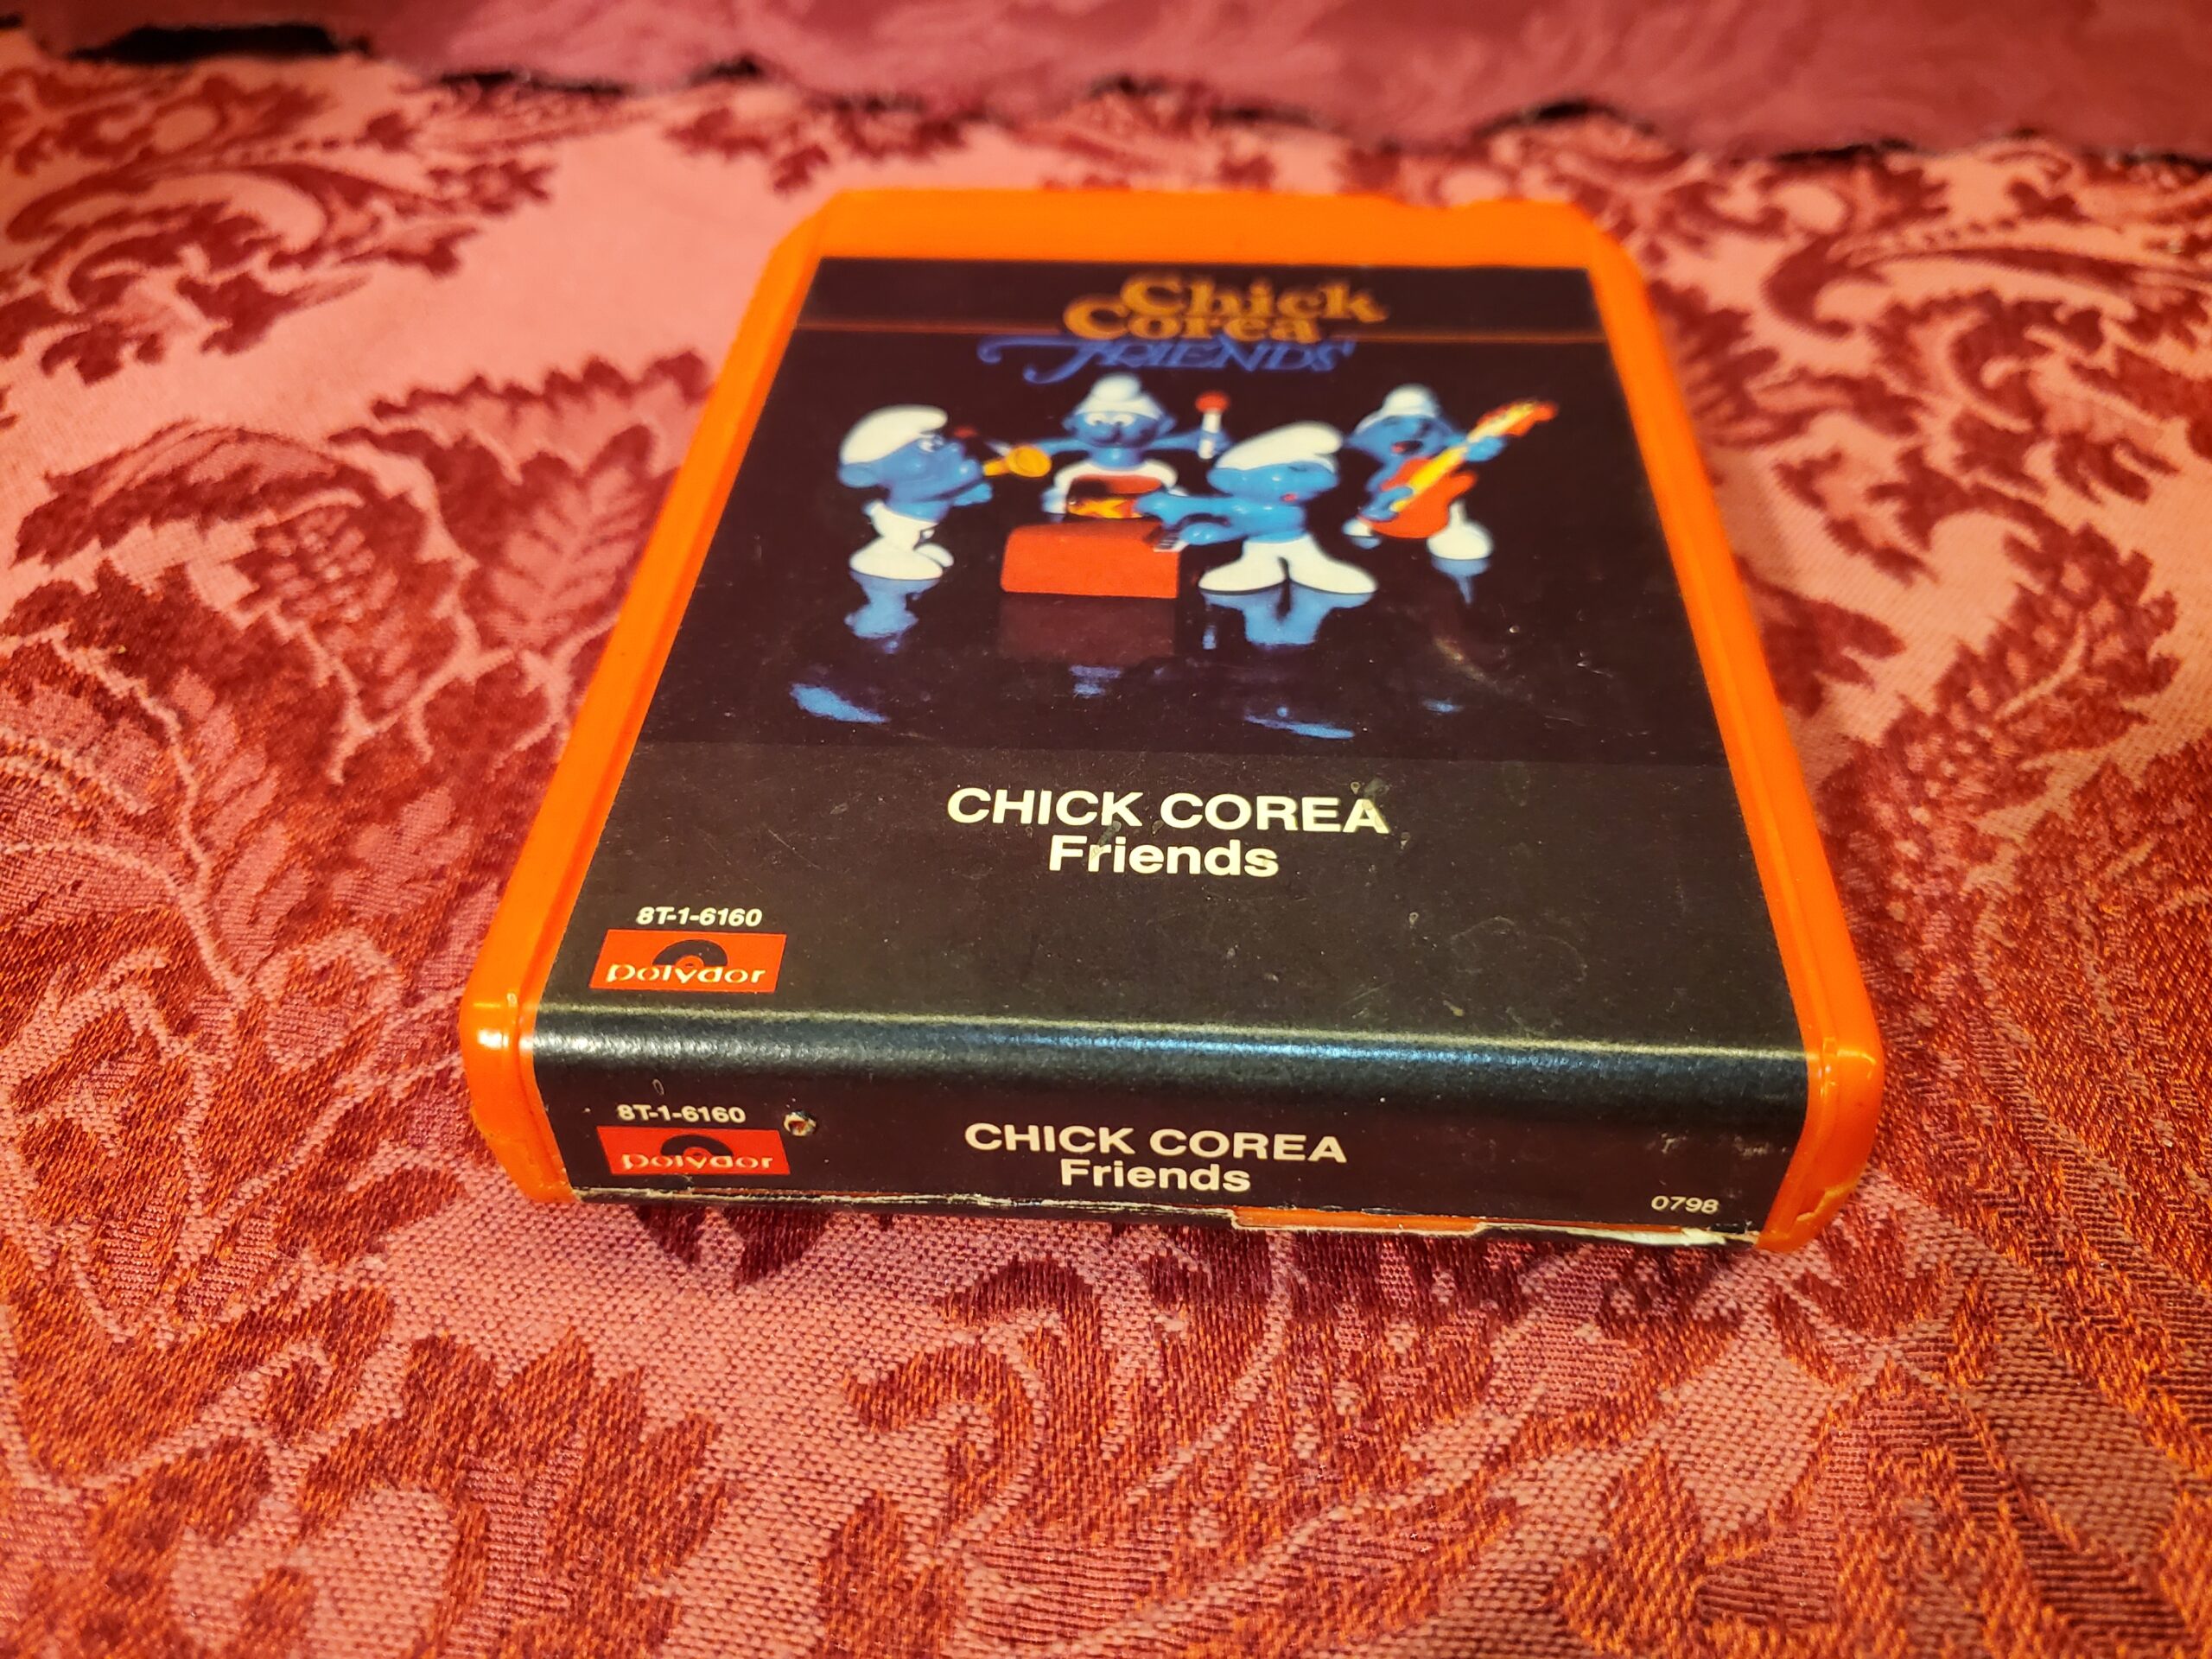 Chick
Corea
FRIENDS
CHICK COREA
Friends
8T-1-6160
polydor
8T-1-6160
polydor
CHICK COREA
Friends
0798